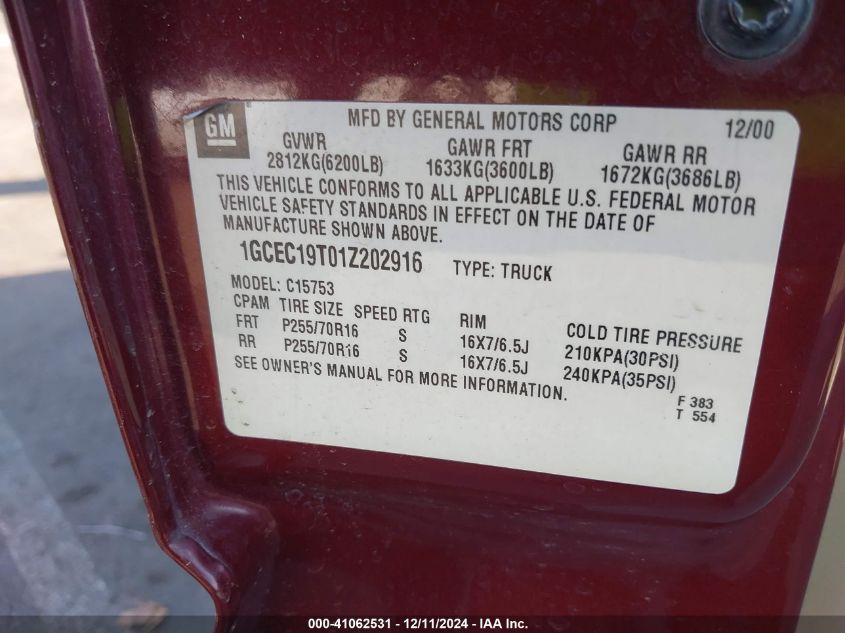 GM
MFD BY GENERAL MOTORS CORP 12/00
GVWR GAWR FRT GAWR RR
2812KG(6200LB) 1633KG(3600LB) 1672KG(3686LB)
THIS VEHICLE CONFORMS TO ALL APPLICABLE U.S. FEDERAL MOTOR
VEHICLE SAFETY STANDARDS IN EFFECT ON THE DATE OF
MANUFACTURE SHOWN ABOVE.
1GCEC19T01Z202916 TYPE: TRUCK
MODEL: C15753
CPAM TIRE SIZE SPEED RTG RIM COLD TIRE PRESSURE
FRT P255/70R16 S 16X7/6.5J 210KPA(30PSI)
RR P255/70R16 S 16X7/6.5J 240KPA(35PSI)
SEE OWNER'S MANUAL FOR MORE INFORMATION.
F 383
T 554
000-41062531 - 12/11/2024 - IAA Inc.